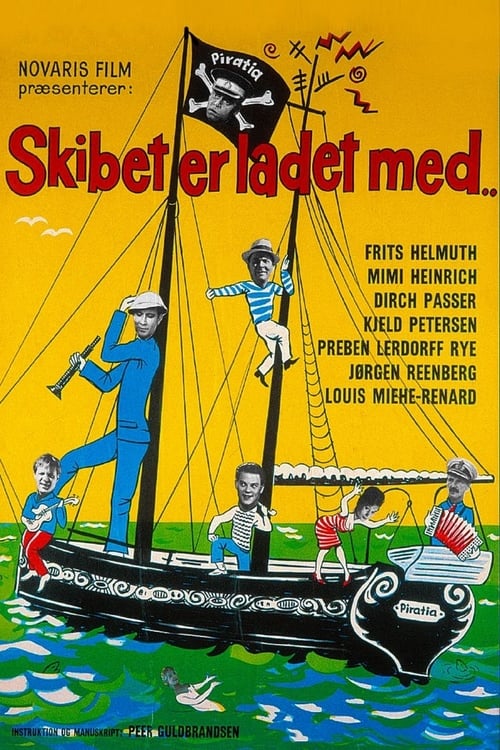 Piratia
NOVARIS FILM
præsenterer:
Skibet er ladet med..
FRITS HELMUTH
MIMI HEINRICH
DIRCH PASSER
KJELD PETERSEN
PREBEN LERDORFF RYE
JØRGEN REENBERG
LOUIS MIEHE-RENARD
Piratia
INSTRUKTION OG MANUSKRIPT: PEER GULDBRANDSEN